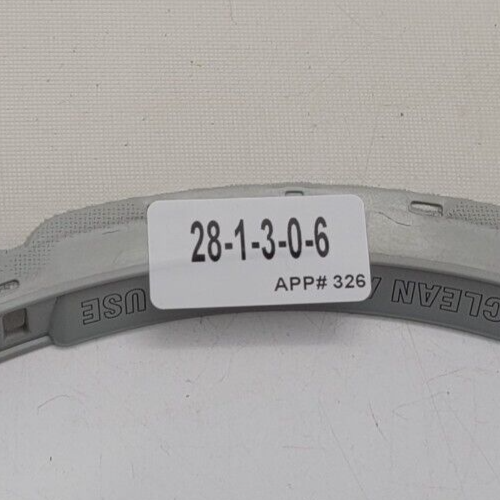 28-1-3-0-6
APP# 326
CLEAN
USE